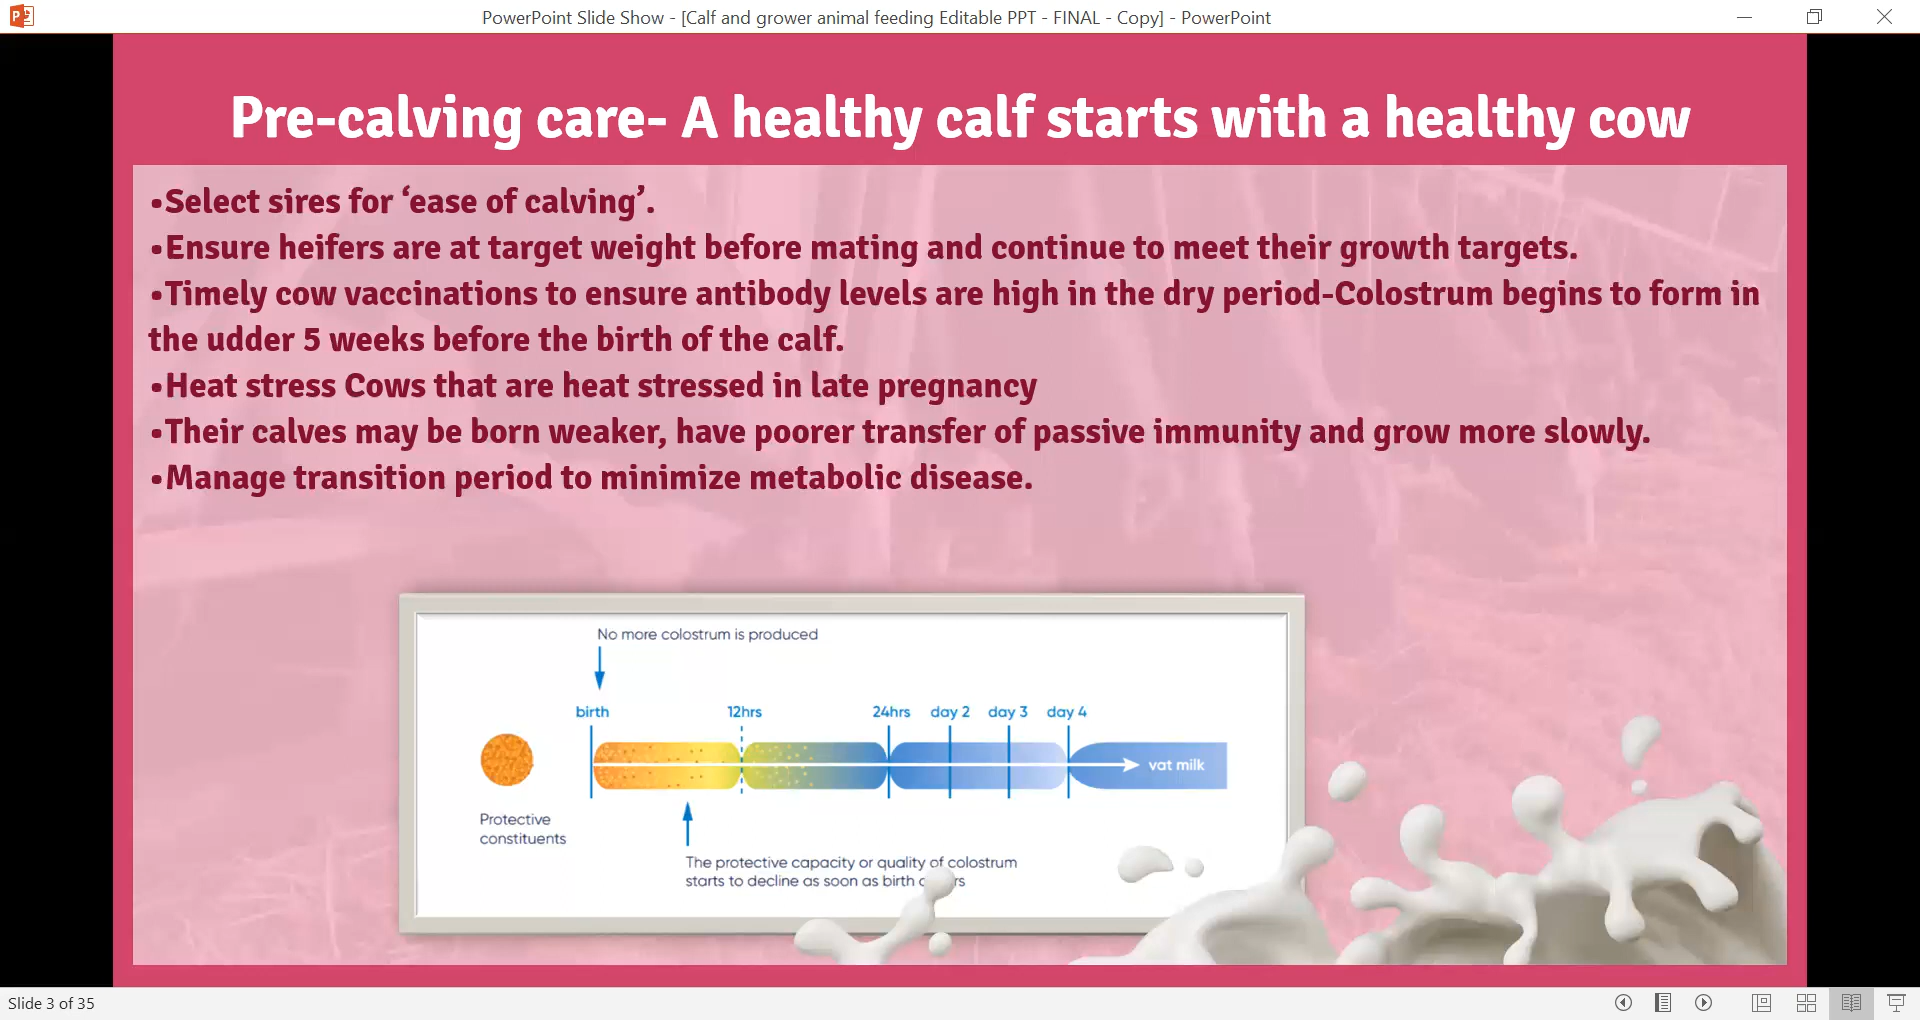 PowerPoint Slide Show - [Calf and grower animal feeding Editable PPT - FINAL - Copy] - PowerPoint
Pre-calving care- A healthy calf starts with a healthy cow
•Select sires for ‘ease of calving’.
•Ensure heifers are at target weight before mating and continue to meet their growth targets.
•Timely cow vaccinations to ensure antibody levels are high in the dry period-Colostrum begins to form in
the udder 5 weeks before the birth of the calf.
•Heat stress Cows that are heat stressed in late pregnancy
•Their calves may be born weaker, have poorer transfer of passive immunity and grow more slowly.
•Manage transition period to minimize metabolic disease.
No more colostrum is produced
birth 12hrs 24hrs day 2 day 3 day 4
vat milk
Protective
constituents
The protective capacity or quality of colostrum
starts to decline as soon as birth
Slide 3 of 35